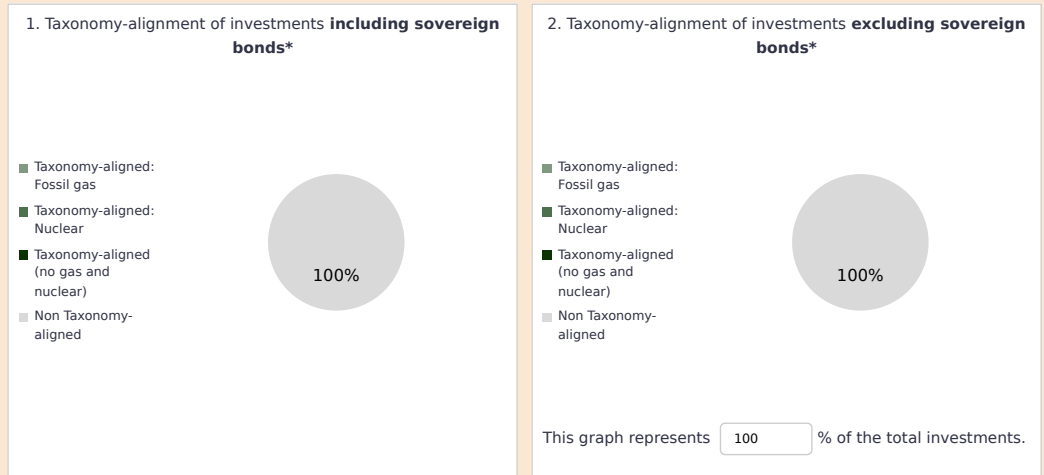 1. Taxonomy-alignment of investments including sovereign
bonds*
Taxonomy-aligned:
Fossil gas
Taxonomy-aligned:
Nuclear
Taxonomy-aligned
(no gas and
nuclear)
Non Taxonomy-
aligned
100%
2. Taxonomy-alignment of investments excluding sovereign
bonds*
Taxonomy-aligned:
Fossil gas
Taxonomy-aligned:
Nuclear
Taxonomy-aligned
(no gas and
nuclear)
Non Taxonomy-
aligned
100%
This graph represents 100 % of the total investments.